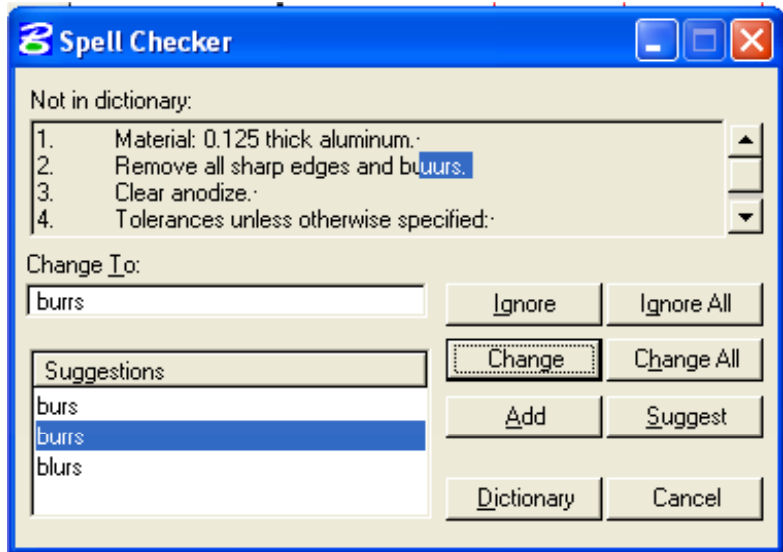 Spell Checker
Not in dictionary:
1. Material: 0.125 thick aluminum.
2. Remove all sharp edges and buuurs.
3. Clear anodize.
4. Tolerances unless otherwise specified:
Change To:
burrs
Ignore Ignore All
Suggestions
Change Change All
burs
burrs
blurs
Add Suggest
Dictionary Cancel